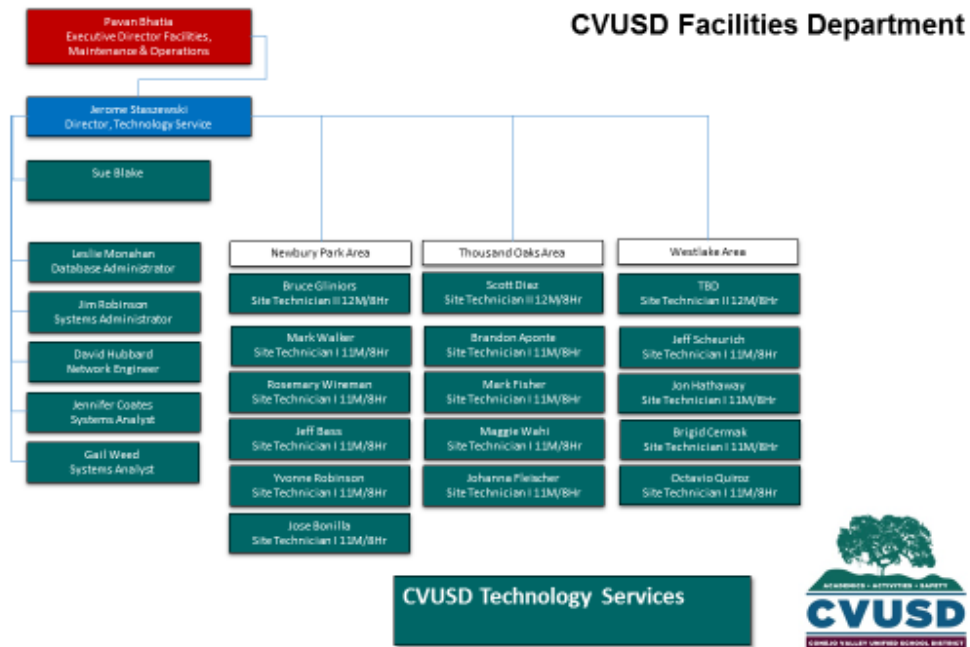 CVUSD Facilities Department
Pavan Bhatia
Executive Director Facilities,
Maintenance & Operations
Jerome Staszewski
Director, Technology Service
Sue Blake
Leslie Monahan
Database Administrator
Jim Robinson
Systems Administrator
David Hubbard
Network Engineer
Jennifer Coates
Systems Analyst
Gail Weed
Systems Analyst
Newbury Park Area
Bruce Gliniors
Site Technician II 12M/8Hr
Mark Walker
Site Technician I 11M/8Hr
Rosemary Wireman
Site Technician I 11M/8Hr
Jeff Bass
Site Technician I 11M/8Hr
Yvonne Robinson
Site Technician I 11M/8Hr
Jose Bonilla
Site Technician I 11M/8Hr
Thousand Oaks Area
Scott Diaz
Site Technician II 12M/8Hr
Brandon Aponte
Site Technician I 11M/8Hr
Mark Fisher
Site Technician I 11M/8Hr
Maggie Wahi
Site Technician I 11M/8Hr
Johanna Fleischer
Site Technician I 11M/8Hr
Westlake Area
TBD
Site Technician II 12M/8Hr
Jeff Scheurich
Site Technician I 11M/8Hr
Jon Hathaway
Site Technician I 11M/8Hr
Brigid Cermak
Site Technician I 11M/8Hr
Octavio Quiroz
Site Technician I 11M/8Hr
CVUSD Technology Services
ACADEMICS • ACTIVITIES • SAFETY
CVUSD
CONEJO VALLEY UNIFIED SCHOOL DISTRICT